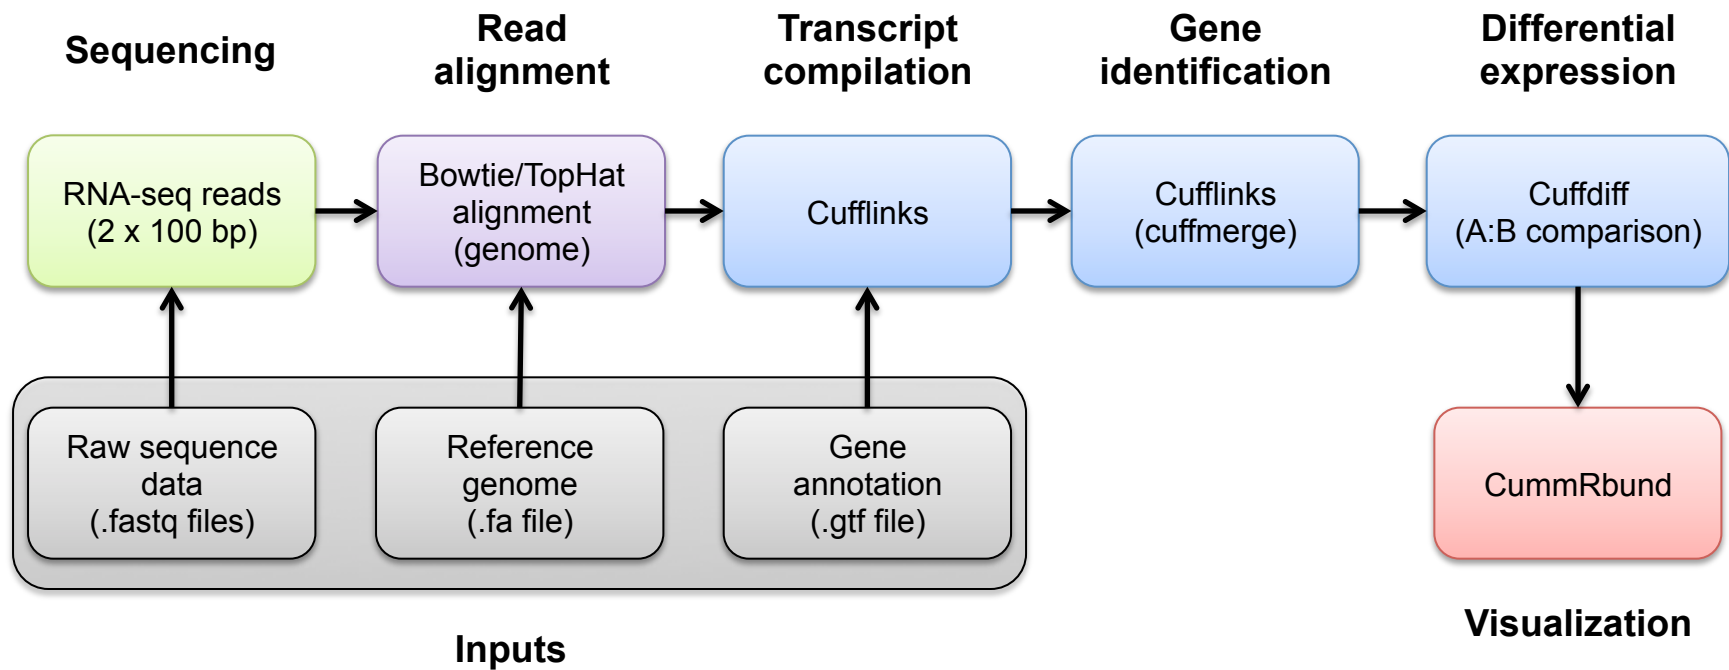 Sequencing
Read
alignment
Transcript
compilation
Gene
identification
Differential
expression
RNA-seq reads
(2 x 100 bp)
Bowtie/TopHat
alignment
(genome)
Cufflinks
Cufflinks
(cuffmerge)
Cuffdiff
(A:B comparison)
Raw sequence
data
(.fastq files)
Reference
genome
(.fa file)
Gene
annotation
(.gtf file)
CummRbund
Inputs
Visualization